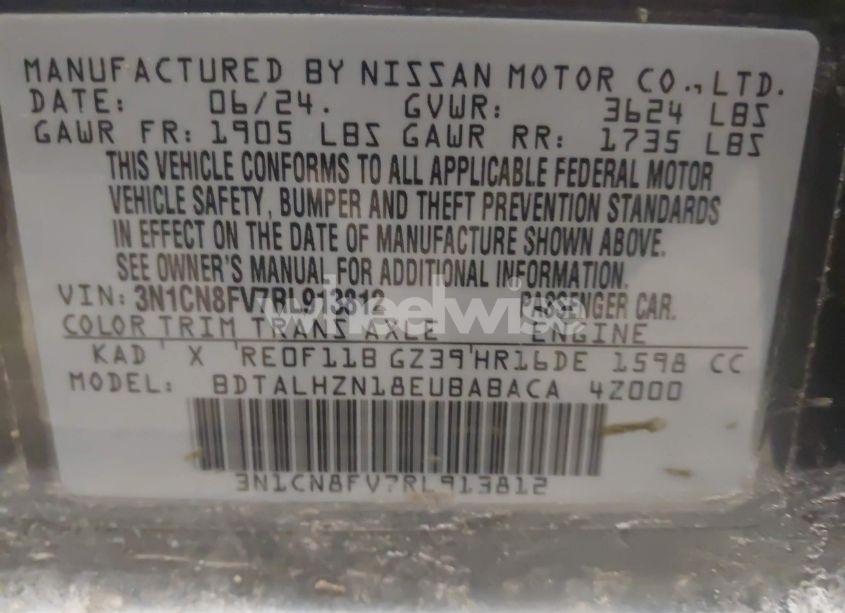 MANUFACTURED BY NISSAN MOTOR CO., LTD.
DATE: 06/24. GVWR: 3624 LBS
GAWR FR: 1905 LBS GAWR RR: 1735 LBS
THIS VEHICLE CONFORMS TO ALL APPLICABLE FEDERAL MOTOR
VEHICLE SAFETY, BUMPER AND THEFT PREVENTION STANDARDS
IN EFFECT ON THE DATE OF MANUFACTURE SHOWN ABOVE.
SEE OWNER'S MANUAL FOR ADDITIONAL INFORMATION.
VIN: 3N1CN8FV7RL913812 PASSENGER CAR.
wheelwise
COLOR TRIM TRANS AXLE ENGINE
KAD X RE0F11B GZ39 HR16DE 1598 CC
MODEL: BDTALHZN18EUBABACA 4Z000
3N1CN8FV7RL913812